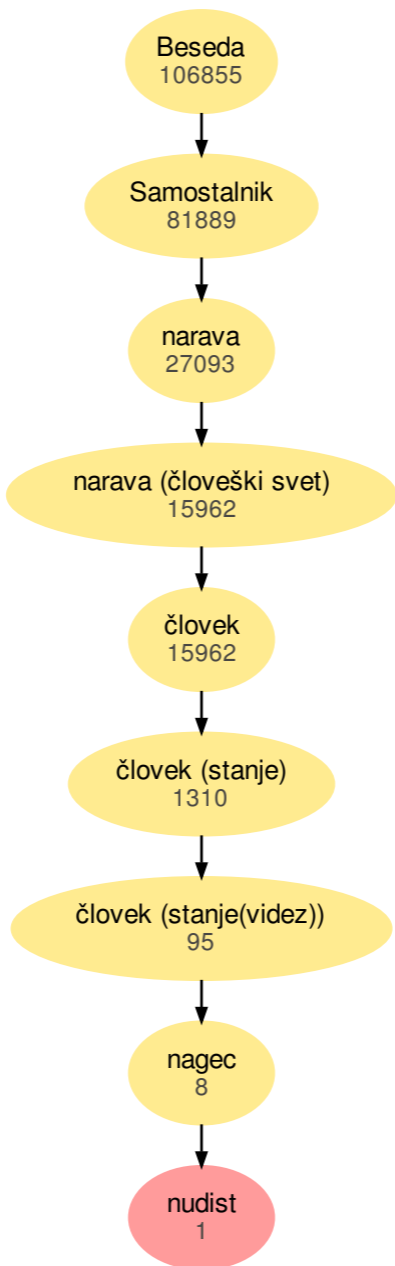 Beseda
106855
Samostalnik
81889
narava
27093
narava (človeški svet)
15962
človek
15962
človek (stanje)
1310
človek (stanje(videz))
95
nagec
8
nudist
1